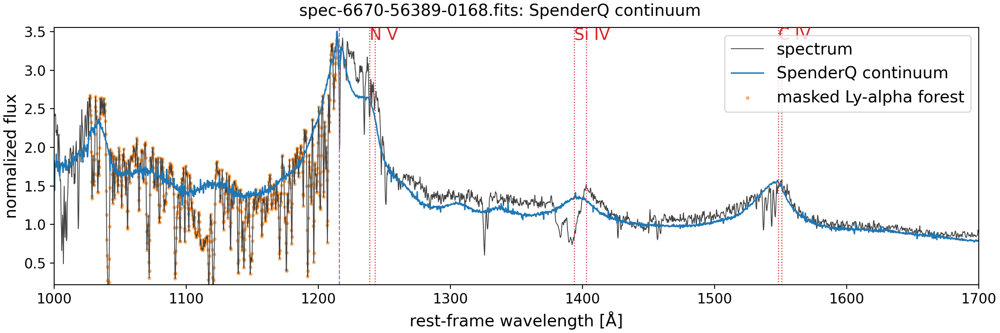 spec-6670-56389-0168.fits: SpenderQ continuum
N V
Si IV
C IV
spectrum
SpenderQ continuum
masked Ly-alpha forest
normalized flux
3.5
3.0
2.5
2.0
1.5
1.0
0.5
1000 1100 1200 1300 1400 1500 1600 1700
rest-frame wavelength [Å]